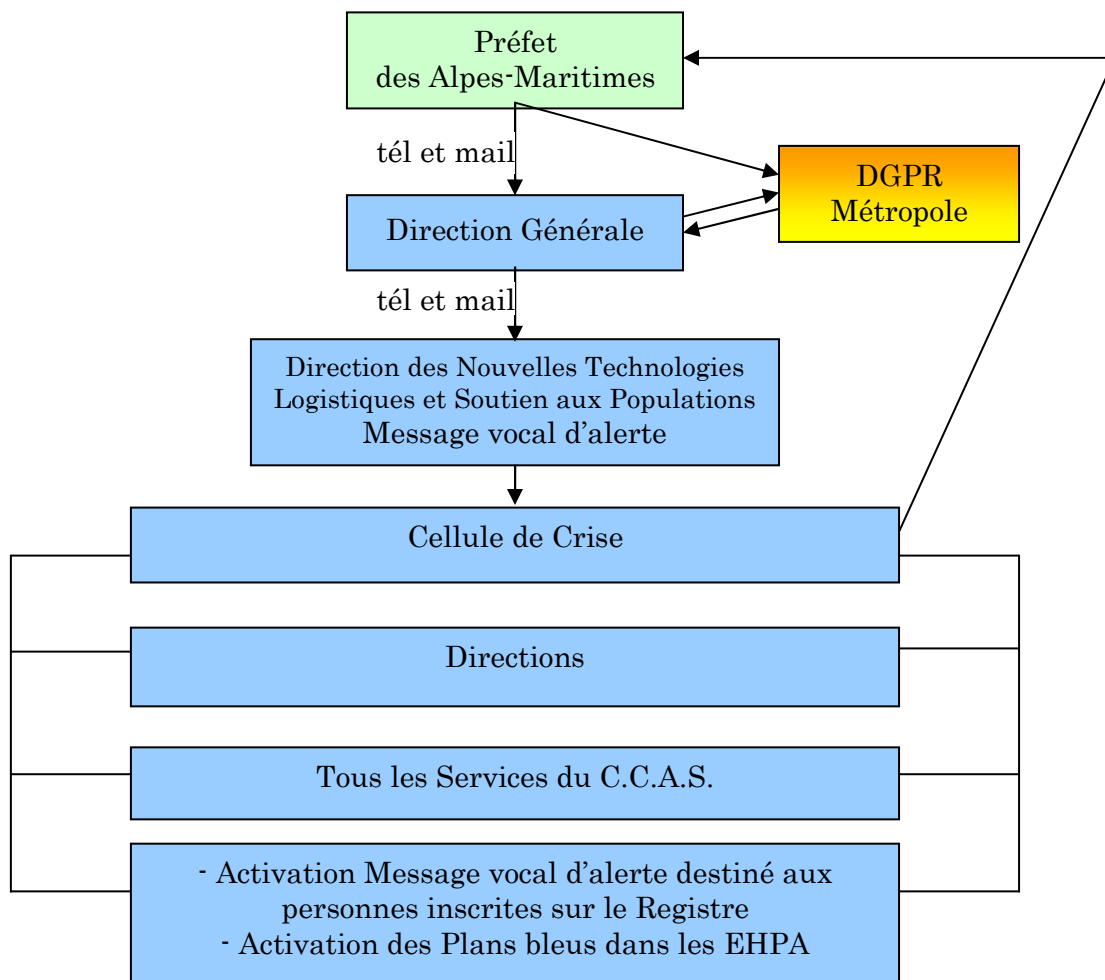 Préfet
des Alpes-Maritimes
tél et mail
DGPR
Métropole
Direction Générale
tél et mail
Direction des Nouvelles Technologies
Logistiques et Soutien aux Populations
Message vocal d'alerte
Cellule de Crise
Directions
Tous les Services du C.C.A.S.
- Activation Message vocal d'alerte destiné aux
personnes inscrites sur le Registre
- Activation des Plans bleus dans les EHPA